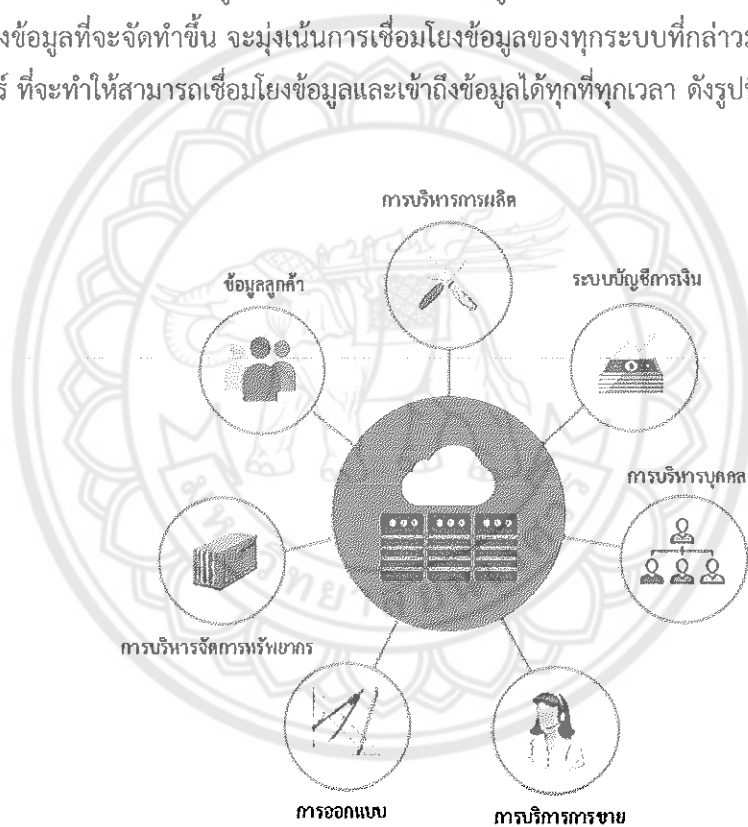 งข้อมูลที่จะจัดทำขึ้น จะมุ่งเน้นการเชื่อมโยงข้อมูลของทุกระบบที่กล่าว
ร์ ที่จะทำให้สามารถเชื่อมโยงข้อมูลและเข้าถึงข้อมูลได้ทุกที่ทุกเวลา ดังรูป
การบริหารการผลิต
ข้อมูลลูกค้า
ระบบบัญชีการเงิน
การบริหารบุคคล
การบริหารจัดการทรัพยากร
การออกแบบ
การบริการการขาย